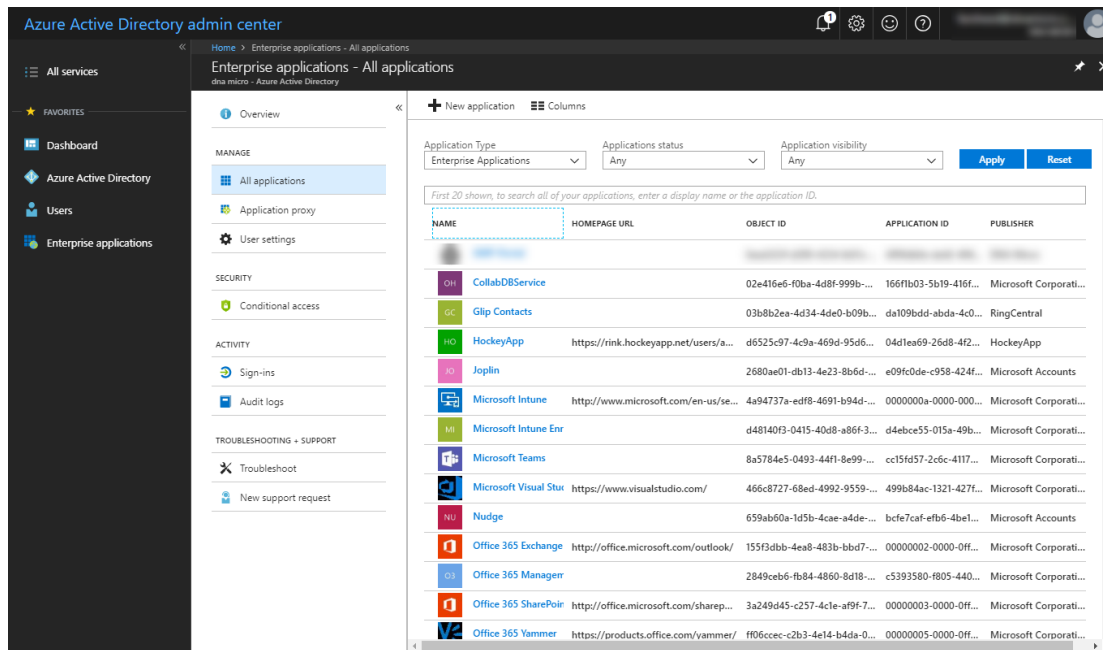 Azure Active Directory admin center
1
«
Home > Enterprise applications - All applications
All services
Enterprise applications - All applications
dna micro - Azure Active Directory
FAVORITES
Dashboard
Azure Active Directory
Users
Enterprise applications
«
Overview
MANAGE
All applications
Application proxy
User settings
SECURITY
Conditional access
ACTIVITY
Sign-ins
Audit logs
TROUBLESHOOTING + SUPPORT
Troubleshoot
New support request
New application Columns
Application Type Applications status Application visibility
Enterprise Applications Any Any Apply Reset
First 20 shown, to search all of your applications, enter a display name or the application ID.
NAME HOMEPAGE URL OBJECT ID APPLICATION ID PUBLISHER
OH CollabDBService 02e416e6-f0ba-4d8f-999b-... 166f1b03-5b19-416f... Microsoft Corporati...
GC Glip Contacts 03b8b2ea-4d34-4de0-b09b... da109bdd-abda-4c0... RingCentral
HO HockeyApp https://rink.hockeyapp.net/users/a... d6525c97-4c9a-469d-95d6... 04d1ea69-26d8-4f2... HockeyApp
JO Joplin 2680ae01-db13-4e23-8b6d-... e09fc0de-c958-424f... Microsoft Accounts
Microsoft Intune http://www.microsoft.com/en-us/se... 4a94737a-edf8-4691-b94d-... 0000000a-0000-000... Microsoft Corporati...
MI Microsoft Intune Enr d48140f3-0415-40d8-a86f-3... d4ebce55-015a-49b... Microsoft Corporati...
Microsoft Teams 8a5784e5-0493-44f1-8e99-... cc15fd57-2c6c-4117... Microsoft Corporati...
Microsoft Visual Stuc https://www.visualstudio.com/ 466c8727-68ed-4992-9559-... 499b84ac-1321-427f... Microsoft Corporati...
NU Nudge 659ab60a-1d5b-4cae-a4de-... bcfe7caf-efb6-4be1... Microsoft Accounts
Office 365 Exchange http://office.microsoft.com/outlook/ 155f3dbb-4ea8-483b-bbd7-... 00000002-0000-0ff... Microsoft Corporati...
O3 Office 365 Managem 2849ceb6-fb84-4860-8d18-... c5393580-f805-440... Microsoft Corporati...
Office 365 SharePoin http://office.microsoft.com/sharep... 3a249d45-c257-4c1e-af9f-7... 00000003-0000-0ff... Microsoft Corporati...
Office 365 Yammer https://products.office.com/yammer/ ff06ccec-c2b3-4e14-b4da-0... 00000005-0000-0ff... Microsoft Corporati...